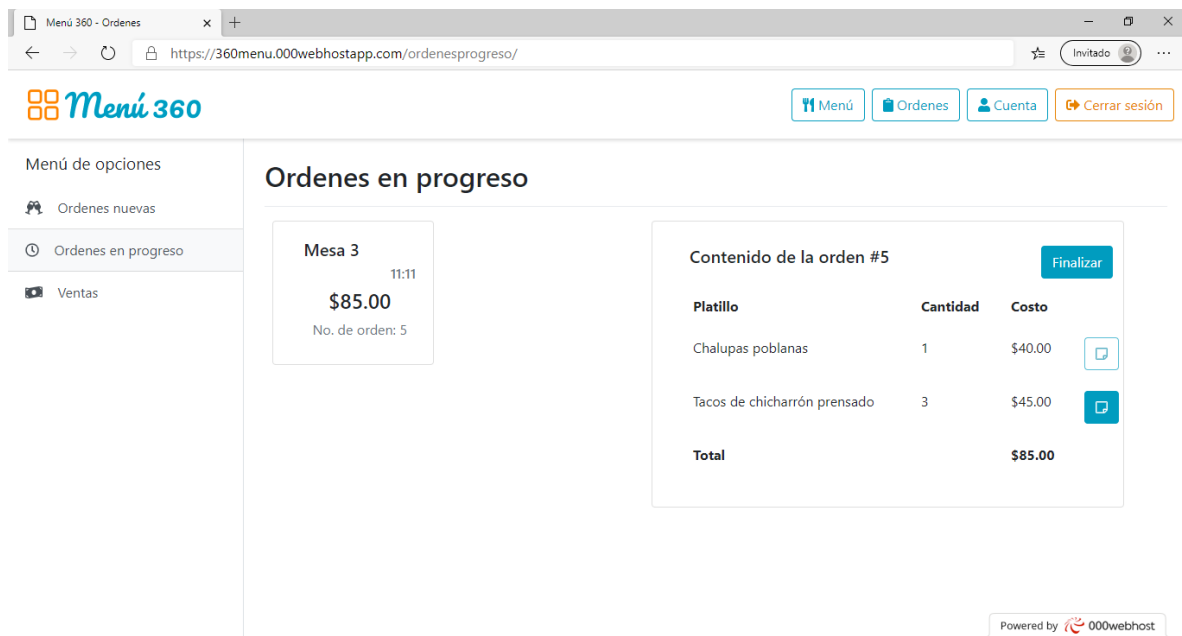 Menú 360 - Ordenes
https://360menu.000webhostapp.com/ordenesprogreso/
Invitado
Menú 360
Menú Ordenes Cuenta Cerrar sesión
Menú de opciones
Ordenes nuevas
Ordenes en progreso
Ventas
Ordenes en progreso
Mesa 3
11:11
$85.00
No. de orden: 5
Contenido de la orden #5
Finalizar
Platillo Cantidad Costo
Chalupas poblanas 1 $40.00
Tacos de chicharrón prensado 3 $45.00
Total $85.00
Powered by 000webhost